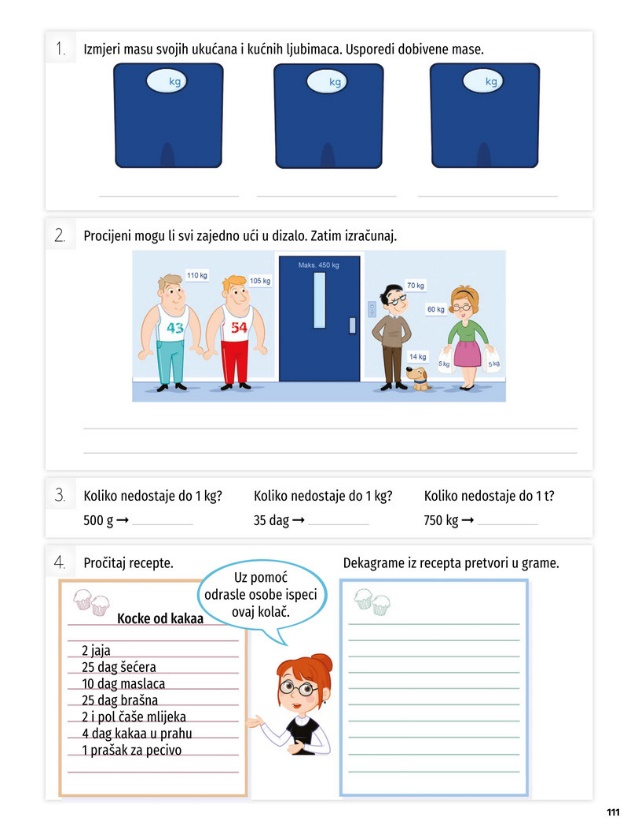 1. Izmjeri masu svojih ukućana i kućnih ljubimaca. Usporedi dobivene mase.
kg kg kg
2. Procijeni mogu li svi zajedno ući u dizalo. Zatim izračunaj.
Maks. 450 kg
110 kg
105 kg
70 kg
60 kg
43
54
14 kg
5 kg
5 kg
3. Koliko nedostaje do 1 kg? Koliko nedostaje do 1 kg? Koliko nedostaje do 1 t?
500 g → 35 dag → 750 kg →
4. Pročitaj recepte. Dekagrame iz recepta pretvori u grame.
Uz pomoć
odrasle osobe ispeci
ovaj kolač.
Kocke od kakaa
2 jaja
25 dag šećera
10 dag maslaca
25 dag brašna
2 i pol čaše mlijeka
4 dag kakaa u prahu
1 prašak za pecivo
111